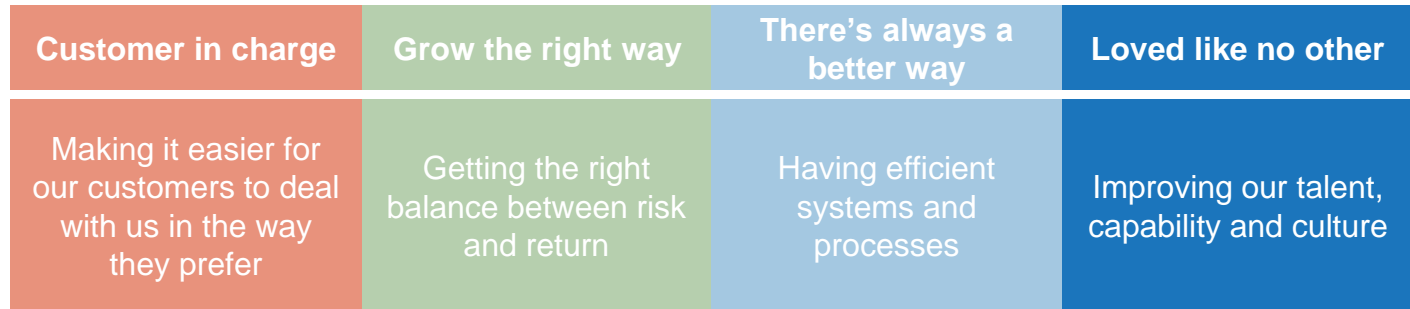 Customer in charge
Grow the right way
There's always a
better way
Loved like no other
Making it easier for
our customers to deal
with us in the way
they prefer
Getting the right
balance between risk
and return
Having efficient
systems and
processes
Improving our talent,
capability and culture